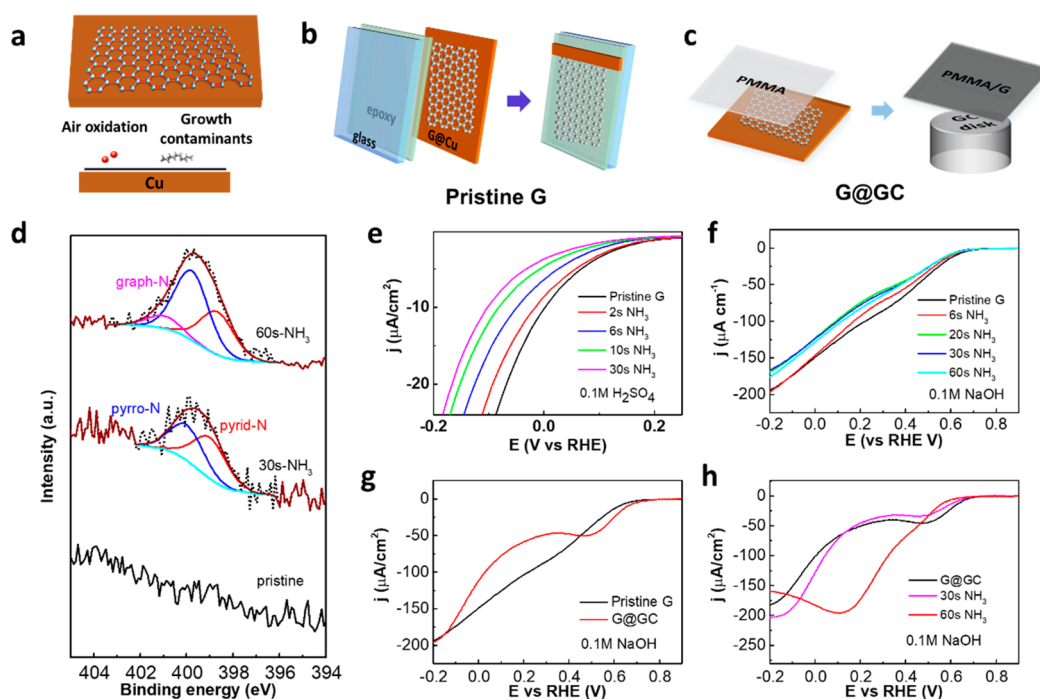 a
Air oxidation
Growth
contaminants
Cu
b
epoxy
glass
G@Cu
Pristine G
c
PMMA
PMMA/G
GC
disk
G@GC
d
graph-N
60s-NH3
pyrro-N
pyrid-N
30s-NH3
pristine
Intensity (a.u.)
404 402 400 398 396 394
Binding energy (eV)
e
-10
-20
j (μA/cm2)
Pristine G
2s NH3
6s NH3
10s NH3
30s NH3
0.1M H2SO4
0.0 0.2
E (V vs RHE)
f
0
-50
-100
-150
-200
j (μA cm-1)
Pristine G
6s NH3
20s NH3
30s NH3
60s NH3
0.1M NaOH
-0.2 0.0 0.2 0.4 0.6 0.8
E (vs RHE V)
g
0
-50
-100
-150
-200
j (μA/cm2)
Pristine G
G@GC
0.1M NaOH
-0.2 0.0 0.2 0.4 0.6 0.8
E vs RHE (V)
h
0
-50
-100
-150
-200
-250
j (μA/cm2)
G@GC
30s NH3
60s NH3
0.1M NaOH
-0.2 0.0 0.2 0.4 0.6 0.8
E vs RHE (V)